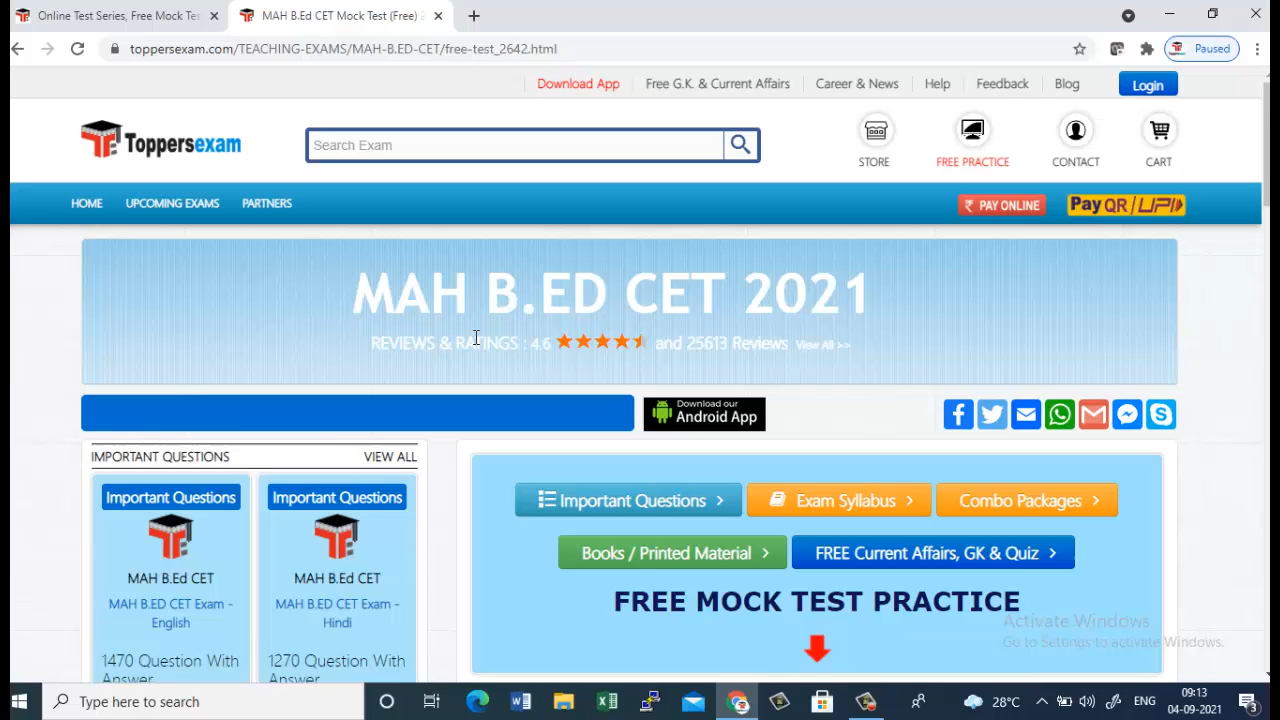 Online Test Series, Free Mock Tes
MAH B.Ed CET Mock Test (Free) 2
toppersexam.com/TEACHING-EXAMS/MAH-B.ED-CET/free-test_2642.html
Paused
Download App
Free G.K. & Current Affairs
Career & News
Help
Feedback
Blog
Login
Toppersexam
Search Exam
STORE
FREE PRACTICE
CONTACT
CART
HOME
UPCOMING EXAMS
PARTNERS
₹ PAY ONLINE
Pay QR/UPI
MAH B.ED CET 2021
REVIEWS & RATINGS : 4.6 and 25613 Reviews View All >>
Download our
Android App
IMPORTANT QUESTIONS
VIEW ALL
Important Questions
MAH B.Ed CET
MAH B.ED CET Exam -
English
1470 Question With
Answer
Important Questions
MAH B.Ed CET
MAH B.ED CET Exam -
Hindi
1270 Question With
Answer
Important Questions
Exam Syllabus
Combo Packages
Books / Printed Material
FREE Current Affairs, GK & Quiz
FREE MOCK TEST PRACTICE
Activate Windows
Go to Settings to activate Windows.
Type here to search
28°C
ENG
09:13
04-09-2021
3